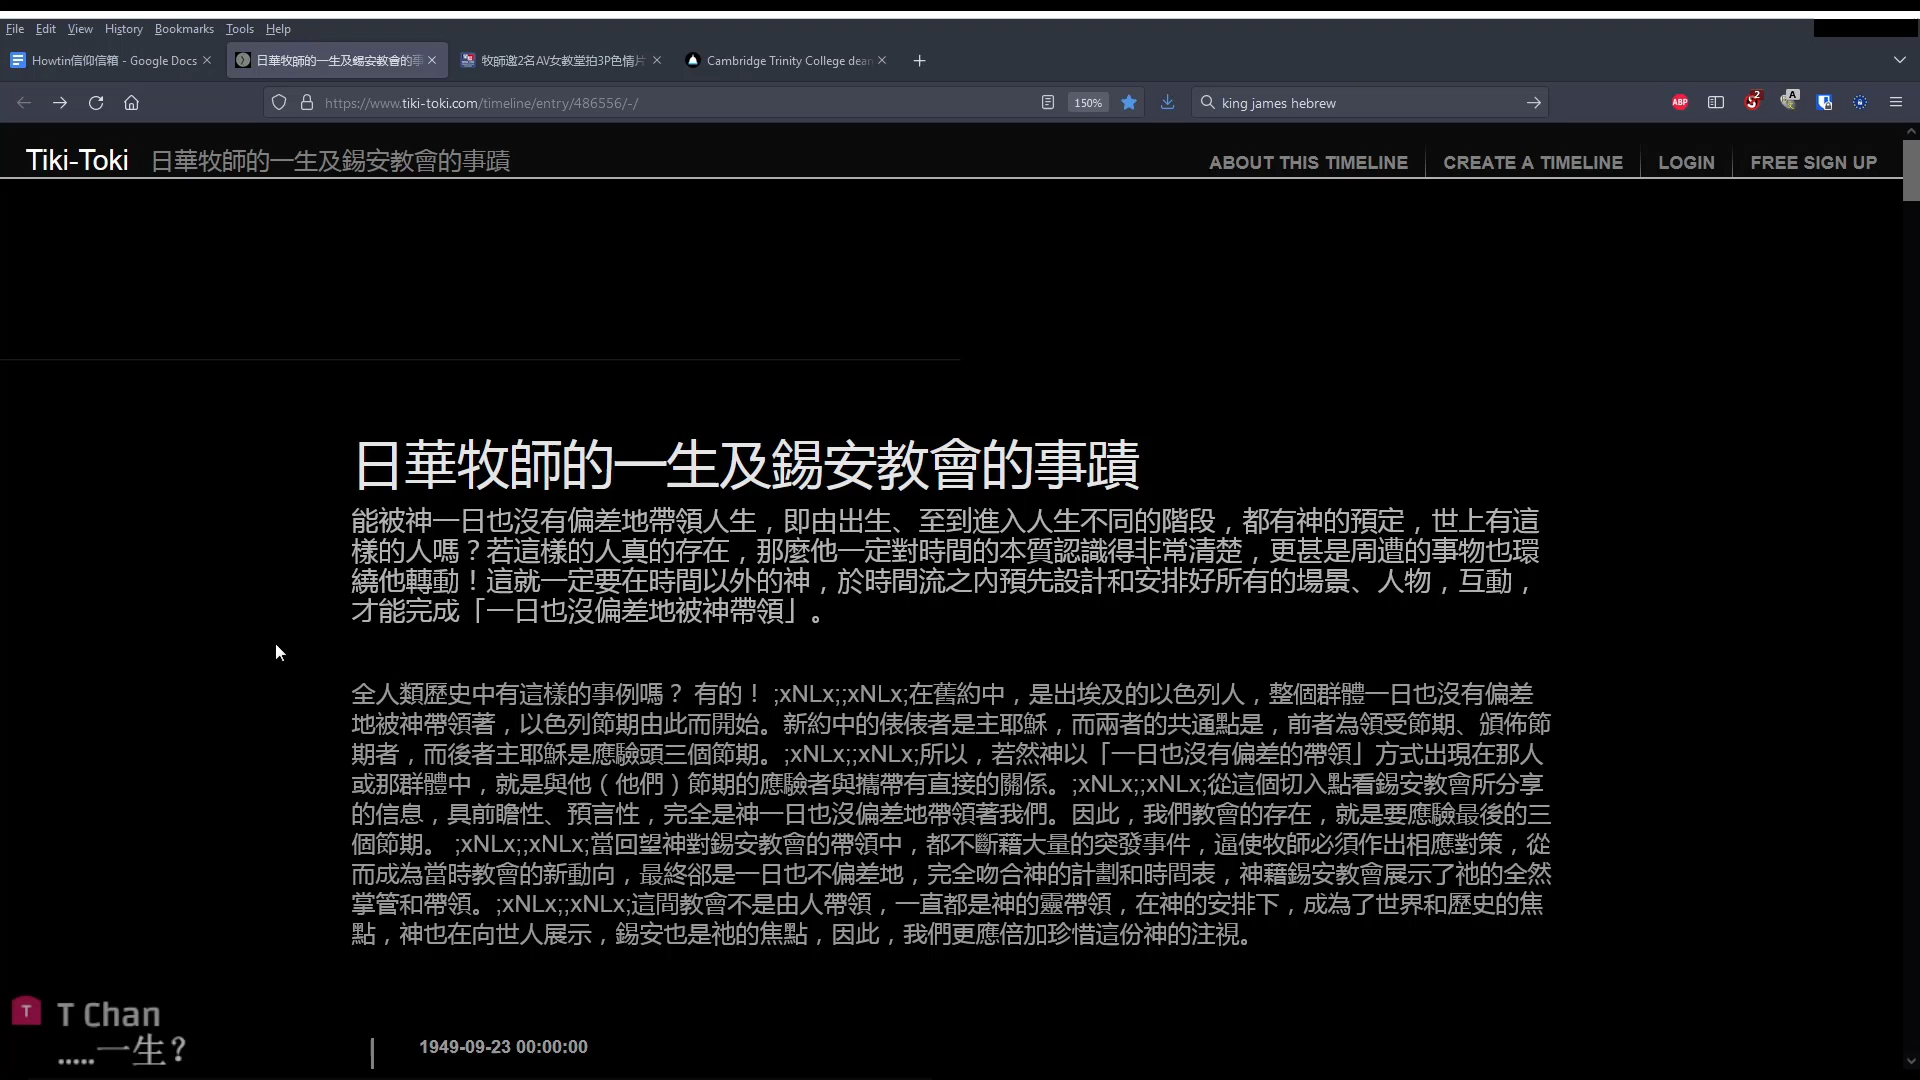 File Edit View History Bookmarks Tools Help
Howtin信仰信箱 - Google Docs
日華牧師的一生及錫安教會的事
牧師邀2名AV女教堂拍3P色情片
Cambridge Trinity College dean
https://www.tiki-toki.com/timeline/entry/486556/-/
150%
king james hebrew
ABP
2
A
Tiki-Toki 日華牧師的一生及錫安教會的事蹟
ABOUT THIS TIMELINE CREATE A TIMELINE LOGIN FREE SIGN UP
日華牧師的一生及錫安教會的事蹟
能被神一日也沒有偏差地帶領人生，即由出生、至到進入人生不同的階段，都有神的預定，世上有這
樣的人嗎？若這樣的人真的存在，那麼他一定對時間的本質認識得非常清楚，更甚是周遭的事物也環
繞他轉動！這就一定要在時間以外的神，於時間流之內預先設計和安排好所有的場景、人物，互動，
才能完成「一日也沒偏差地被神帶領」。
全人類歷史中有這樣的事例嗎？ 有的！ ;xNLx;;xNLx;在舊約中，是出埃及的以色列人，整個群體一日也沒有偏差
地被神帶領著，以色列節期由此而開始。新約中的俵俵者是主耶穌，而兩者的共通點是，前者為領受節期、頒佈節
期者，而後者主耶穌是應驗頭三個節期。;xNLx;;xNLx;所以，若然神以「一日也沒有偏差的帶領」方式出現在那人
或那群體中，就是與他（他們）節期的應驗者與攜帶有直接的關係。;xNLx;;xNLx;從這個切入點看錫安教會所分享
的信息，具前瞻性、預言性，完全是神一日也沒偏差地帶領著我們。因此，我們教會的存在，就是要應驗最後的三
個節期。 ;xNLx;;xNLx;當回望神對錫安教會的帶領中，都不斷藉大量的突發事件，逼使牧師必須作出相應對策，從
而成為當時教會的新動向，最終郤是一日也不偏差地，完全吻合神的計劃和時間表，神藉錫安教會展示了祂的全然
掌管和帶領。;xNLx;;xNLx;這間教會不是由人帶領，一直都是神的靈帶領，在神的安排下，成為了世界和歷史的焦
點，神也在向世人展示，錫安也是祂的焦點，因此，我們更應倍加珍惜這份神的注視。
T T Chan
.....一生?
1949-09-23 00:00:00